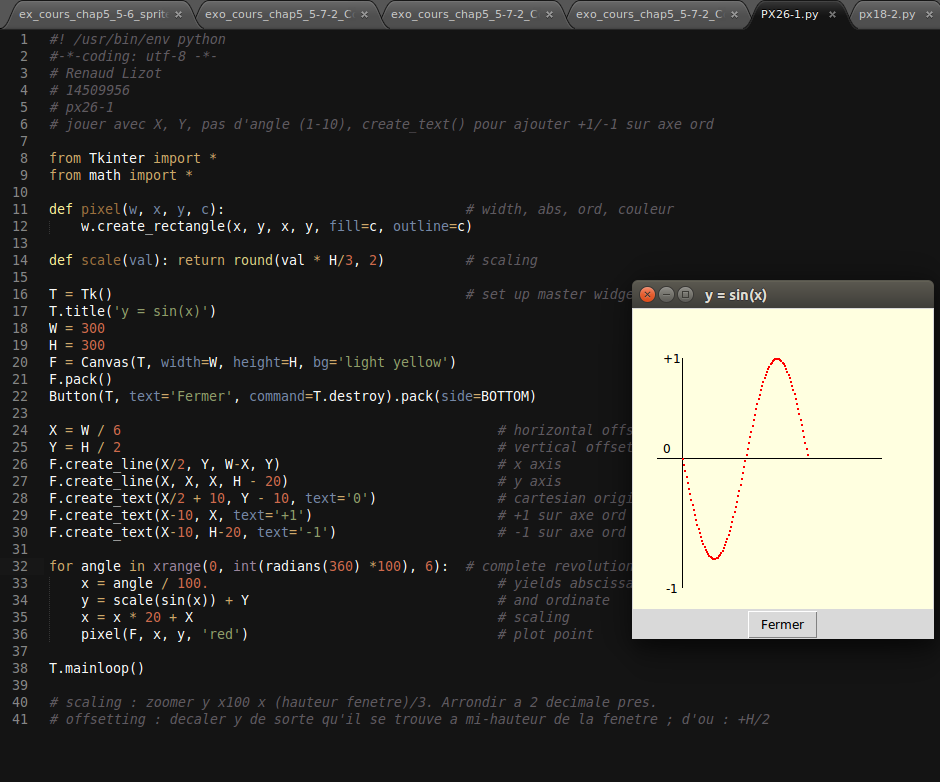 ex_cours_chap5_5-6_sprit
exo_cours_chap5_5-7-2_C
exo_cours_chap5_5-7-2_C
exo_cours_chap5_5-7-2_C
PX26-1.py
px18-2.py
1 #! /usr/bin/env python
2 #-*-coding: utf-8 -*-
3 # Renaud Lizot
4 # 14509956
5 # px26-1
6 # jouer avec X, Y, pas d'angle (1-10), create_text() pour ajouter +1/-1 sur axe ord
7
8 from Tkinter import *
9 from math import *
10
11 def pixel(w, x, y, c): # width, abs, ord, couleur
12 w.create_rectangle(x, y, x, y, fill=c, outline=c)
13
14 def scale(val): return round(val * H/3, 2) # scaling
15
16 T = Tk() # set up master widge
17 T.title('y = sin(x)')
18 W = 300
19 H = 300
20 F = Canvas(T, width=W, height=H, bg='light yellow')
21 F.pack()
22 Button(T, text='Fermer', command=T.destroy).pack(side=BOTTOM)
23
24 X = W / 6 # horizontal offs
25 Y = H / 2 # vertical offset
26 F.create_line(X/2, Y, W-X, Y) # x axis
27 F.create_line(X, X, X, H - 20) # y axis
28 F.create_text(X/2 + 10, Y - 10, text='0') # cartesian origi
29 F.create_text(X-10, X, text='+1') # +1 sur axe ord
30 F.create_text(X-10, H-20, text='-1') # -1 sur axe ord
31
32 for angle in xrange(0, int(radians(360) *100), 6): # complete revolution
33 x = angle / 100. # yields abscissa
34 y = scale(sin(x)) + Y # and ordinate
35 x = x * 20 + X # scaling
36 pixel(F, x, y, 'red') # plot point
37
38 T.mainloop()
39
40 # scaling : zoomer y x100 x (hauteur fenetre)/3. Arrondir a 2 decimale pres.
41 # offsetting : decaler y de sorte qu'il se trouve a mi-hauteur de la fenetre ; d'ou : +H/2
y = sin(x)
+1
0
-1
Fermer